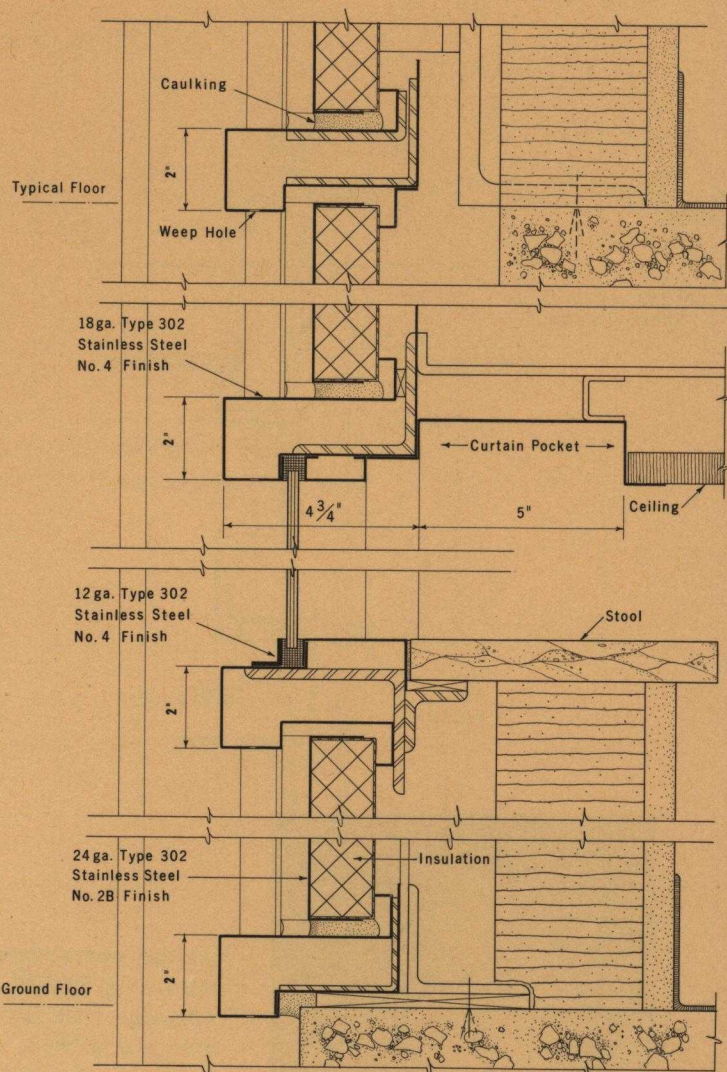 Caulking
2"
Typical Floor
Weep Hole
18 ga. Type 302
Stainless Steel
No. 4 Finish
2"
Curtain Pocket
4 3/4"
5"
Ceiling
12 ga. Type 302
Stainless Steel
No. 4 Finish
Stool
2"
24 ga. Type 302
Stainless Steel
No. 2B Finish
Insulation
2"
Ground Floor